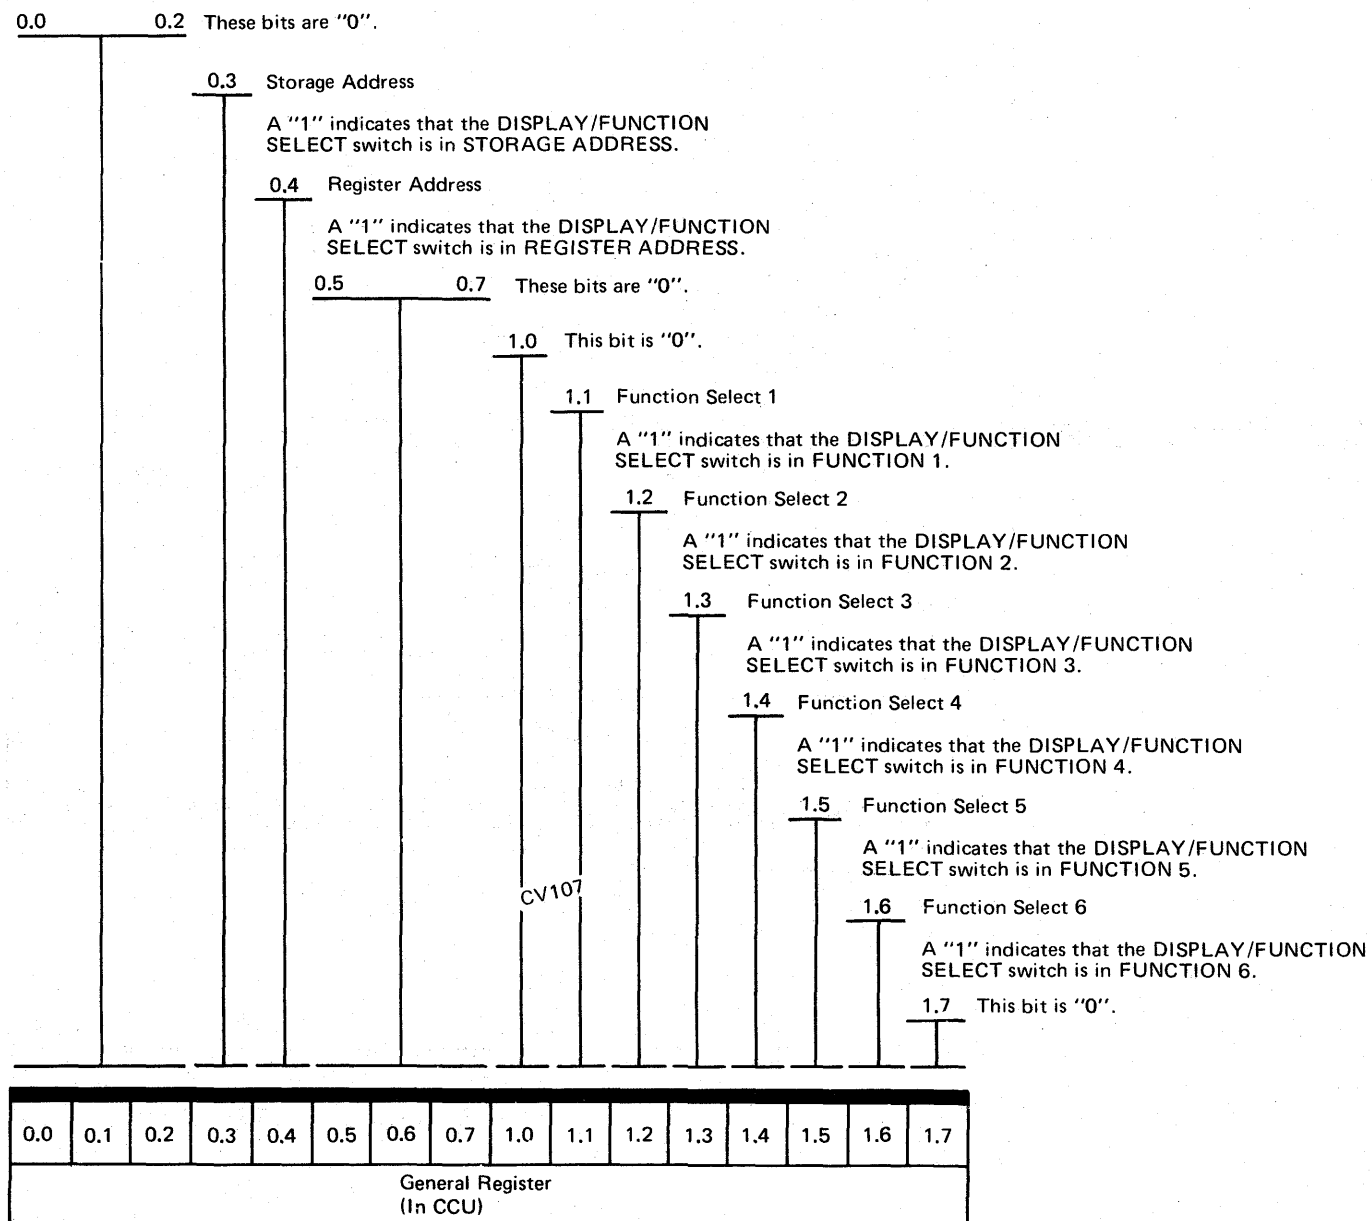 0.0 0.2 These bits are "0".
0.3 Storage Address
A "1" indicates that the DISPLAY/FUNCTION
SELECT switch is in STORAGE ADDRESS.
0.4 Register Address
A "1" indicates that the DISPLAY/FUNCTION
SELECT switch is in REGISTER ADDRESS.
0.5 0.7 These bits are "0".
1.0 This bit is "0".
1.1 Function Select 1
A "1" indicates that the DISPLAY/FUNCTION
SELECT switch is in FUNCTION 1.
1.2 Function Select 2
A "1" indicates that the DISPLAY/FUNCTION
SELECT switch is in FUNCTION 2.
1.3 Function Select 3
A "1" indicates that the DISPLAY/FUNCTION
SELECT switch is in FUNCTION 3.
1.4 Function Select 4
A "1" indicates that the DISPLAY/FUNCTION
SELECT switch is in FUNCTION 4.
1.5 Function Select 5
A "1" indicates that the DISPLAY/FUNCTION
SELECT switch is in FUNCTION 5.
CV107
1.6 Function Select 6
A "1" indicates that the DISPLAY/FUNCTION
SELECT switch is in FUNCTION 6.
1.7 This bit is "0".
0.0 0.1 0.2 0.3 0.4 0.5 0.6 0.7 1.0 1.1 1.2 1.3 1.4 1.5 1.6 1.7
General Register
(In CCU)